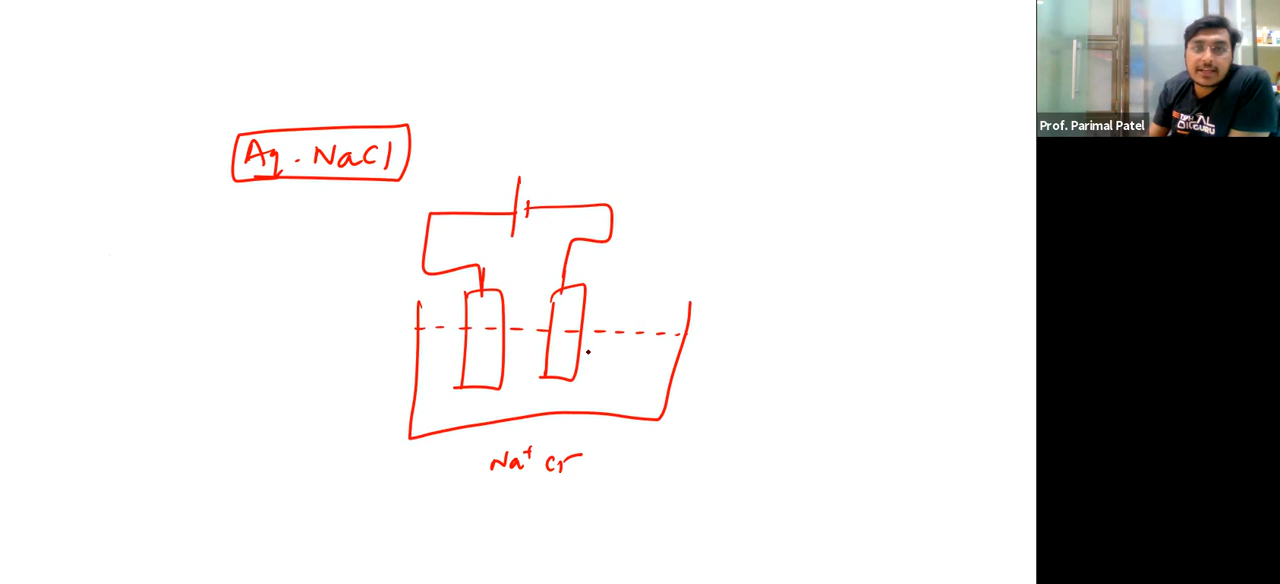 Aq. NaCl
Na⁺ Cl⁻
Prof. Parimal Patel